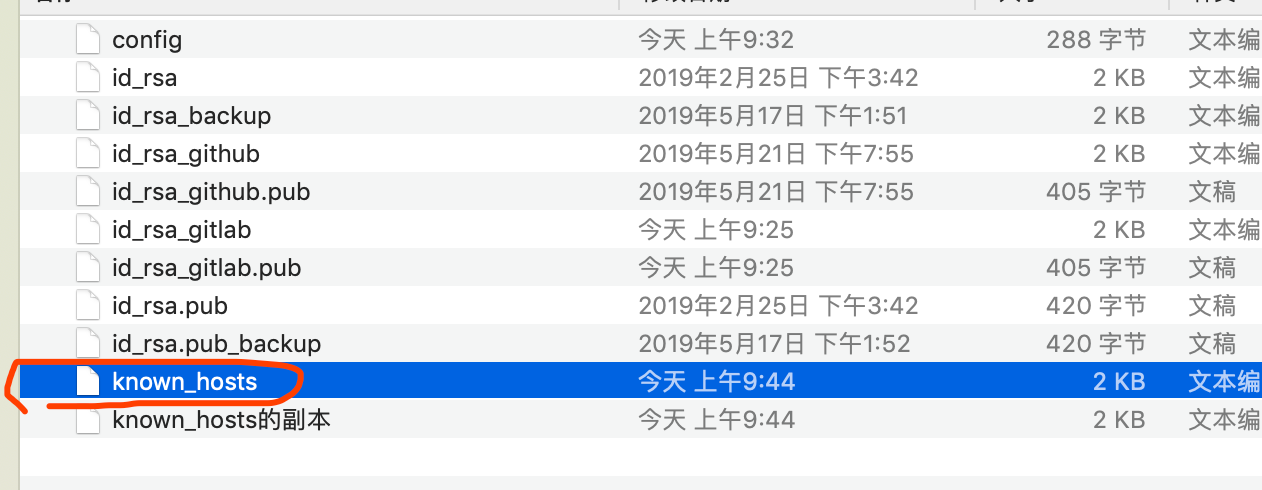 config 今天 上午9:32 288 字节 文本编
id_rsa 2019年2月25日 下午3:42 2 KB 文本编
id_rsa_backup 2019年5月17日 下午1:51 2 KB 文本编
id_rsa_github 2019年5月21日 下午7:55 2 KB 文本编
id_rsa_github.pub 2019年5月21日 下午7:55 405 字节 文稿
id_rsa_gitlab 今天 上午9:25 2 KB 文本编
id_rsa_gitlab.pub 今天 上午9:25 405 字节 文稿
id_rsa.pub 2019年2月25日 下午3:42 420 字节 文稿
id_rsa.pub_backup 2019年5月17日 下午1:52 420 字节 文稿
known_hosts 今天 上午9:44 2 KB 文本编
known_hosts的副本 今天 上午9:44 2 KB 文本编